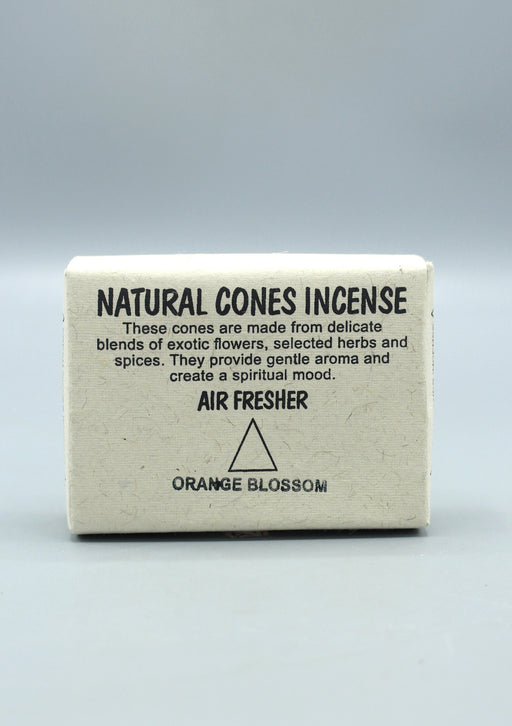 NATURAL CONES INCENSE
These cones are made from delicate
blends of exotic flowers, selected herbs and
spices. They provide gentle aroma and
create a spiritual mood.
AIR FRESHER
ORANGE BLOSSOM